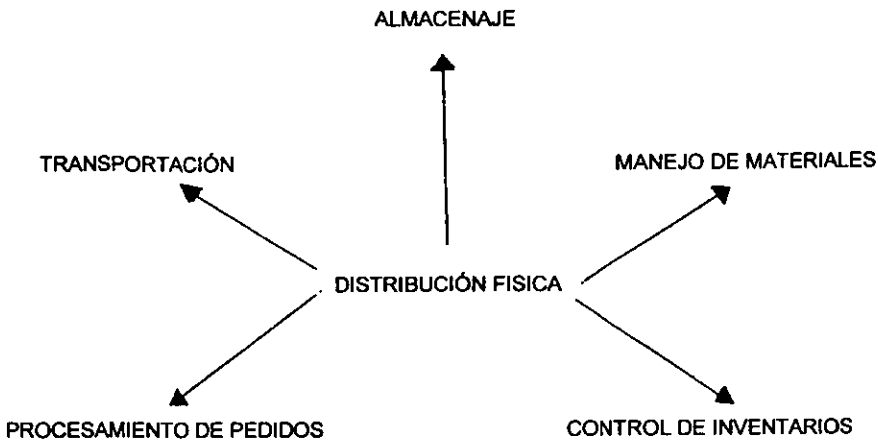 ALMACENAJE
TRANSPORTACIÓN
MANEJO DE MATERIALES
DISTRIBUCIÓN FISICA
PROCESAMIENTO DE PEDIDOS
CONTROL DE INVENTARIOS